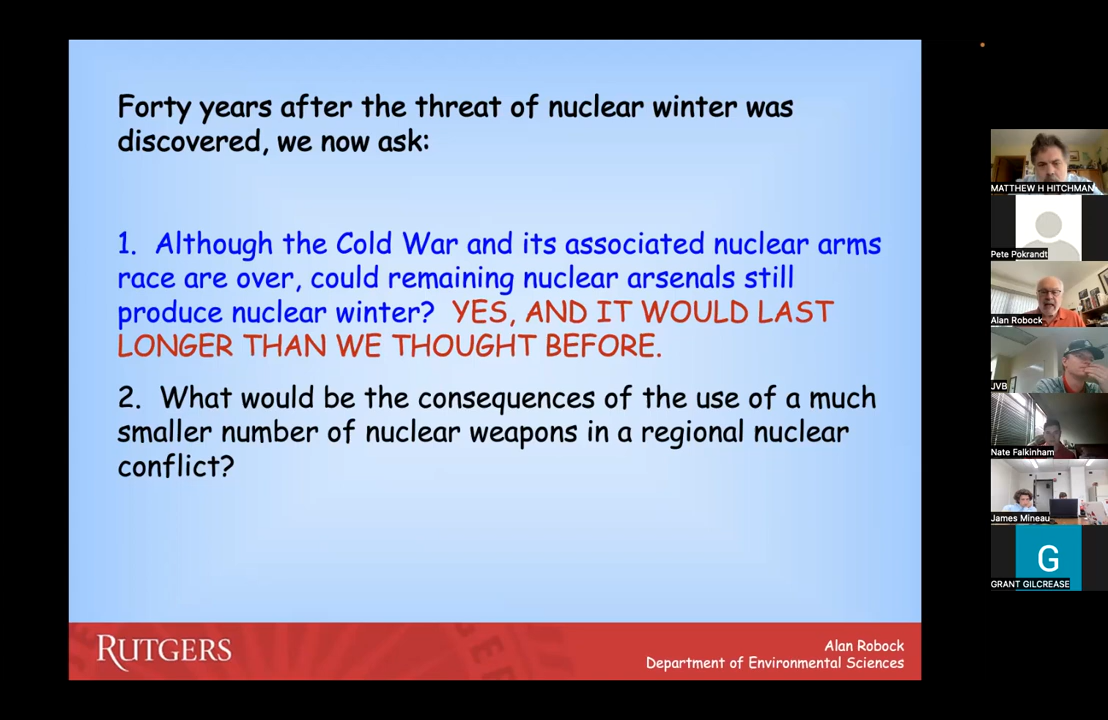 Forty years after the threat of nuclear winter was
discovered, we now ask:
1. Although the Cold War and its associated nuclear arms
race are over, could remaining nuclear arsenals still
produce nuclear winter? YES, AND IT WOULD LAST
LONGER THAN WE THOUGHT BEFORE.
2. What would be the consequences of the use of a much
smaller number of nuclear weapons in a regional nuclear
conflict?
RUTGERS
Alan Robock
Department of Environmental Sciences
MATTHEW H HITCHMAN
Pete Pokrandt
Alan Robock
JVB
Nate Falkinham
James Mineau
G
GRANT GILCREASE